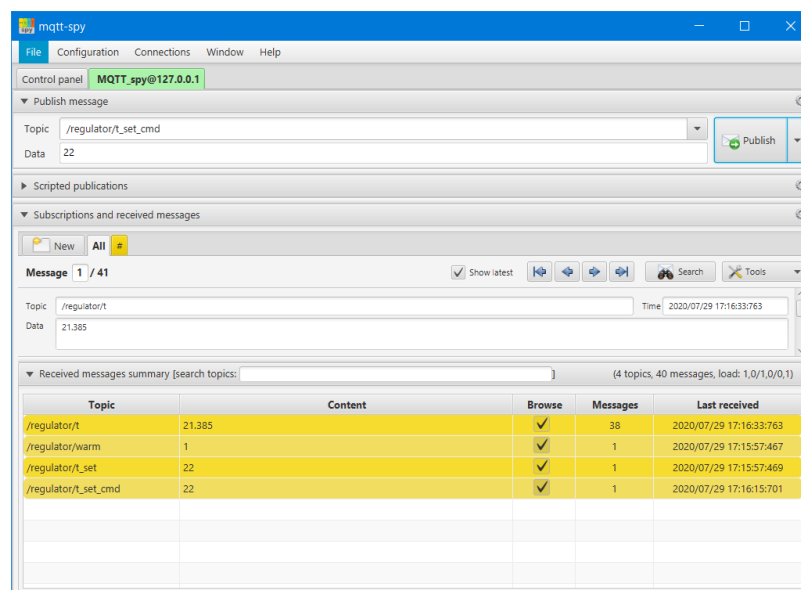 mqtt-spy
File Configuration Connections Window Help
Control panel MQTT_spy@127.0.0.1
Publish message
Topic /regulator/t_set_cmd
Publish
Data 22
Scripted publications
Subscriptions and received messages
New All #
Message 1 / 41 Show latest Search Tools
Topic /regulator/t Time 2020/07/29 17:16:33:763
Data 21.385
Received messages summary [search topics: ] (4 topics, 40 messages, load: 1,0/1,0/0,1)
Topic Content Browse Messages Last received
/regulator/t 21.385 38 2020/07/29 17:16:33:763
/regulator/warm 1 1 2020/07/29 17:15:57:467
/regulator/t_set 22 1 2020/07/29 17:15:57:469
/regulator/t_set_cmd 22 1 2020/07/29 17:16:15:701